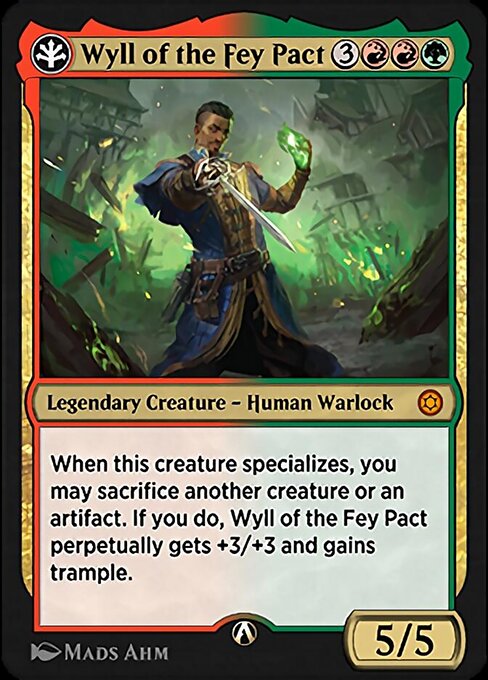 Wyll of the Fey Pact 3
Legendary Creature – Human Warlock
When this creature specializes, you
may sacrifice another creature or an
artifact. If you do, Wyll of the Fey Pact
perpetually gets +3/+3 and gains
trample.
5/5
Mads Ahm